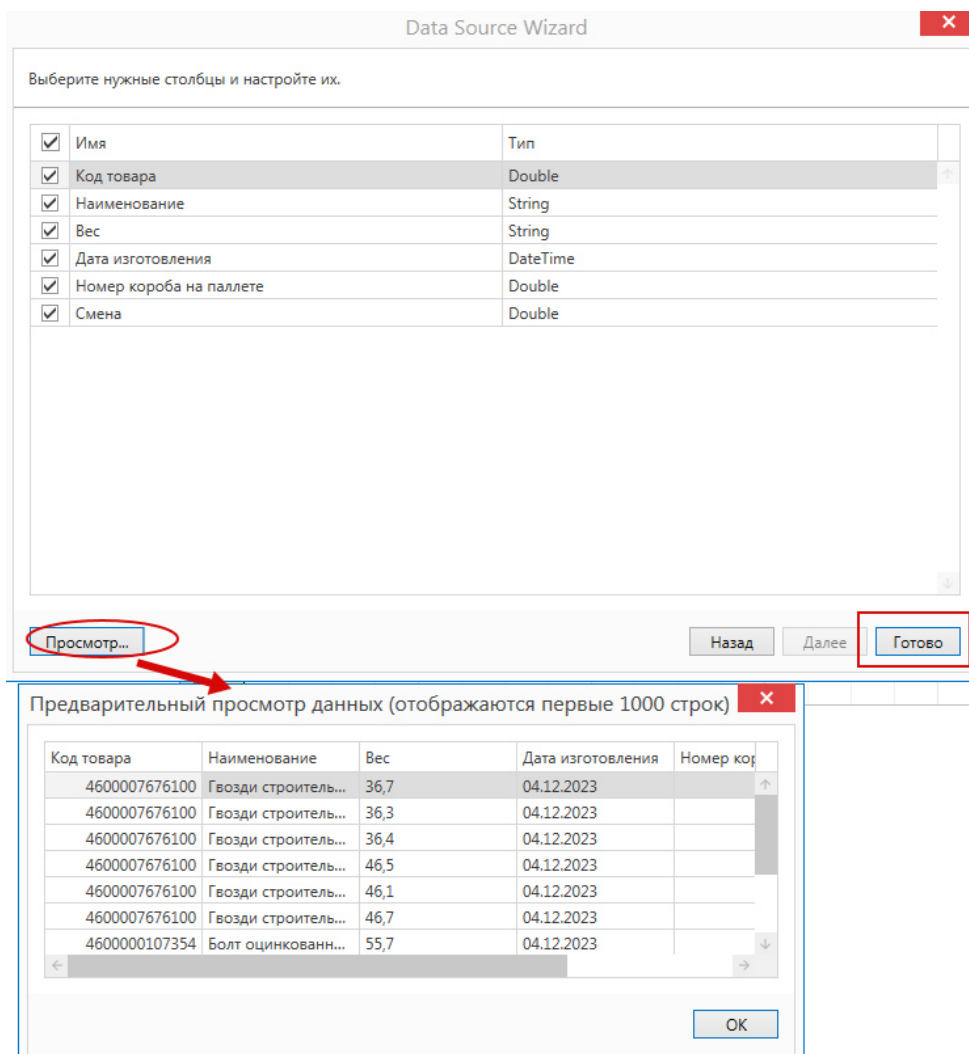 Data Source Wizard
Выберите нужные столбцы и настройте их.
Имя Тип
Код товара Double
Наименование String
Вес String
Дата изготовления DateTime
Номер короба на паллете Double
Смена Double
Просмотр... Назад Далее Готово
Предварительный просмотр данных (отображаются первые 1000 строк)
Код товара Наименование Вес Дата изготовления Номер кор
4600007676100 Гвозди строитель... 36,7 04.12.2023
4600007676100 Гвозди строитель... 36,3 04.12.2023
4600007676100 Гвозди строитель... 36,4 04.12.2023
4600007676100 Гвозди строитель... 46,5 04.12.2023
4600007676100 Гвозди строитель... 46,1 04.12.2023
4600007676100 Гвозди строитель... 46,7 04.12.2023
4600000107354 Болт оцинкованн... 55,7 04.12.2023
OK